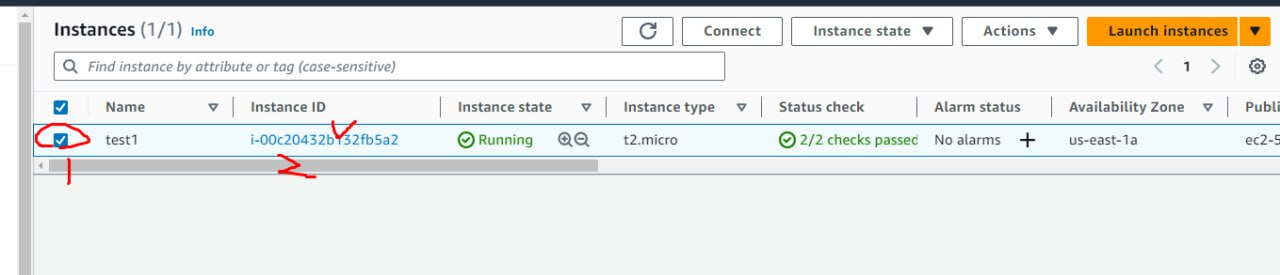 Instances (1/1) Info
Connect
Instance state
Actions
Launch instances
Find instance by attribute or tag (case-sensitive)
1
Name Instance ID Instance state Instance type Status check Alarm status Availability Zone Publi
test1 i-00c20432b132fb5a2 Running t2.micro 2/2 checks passed No alarms + us-east-1a ec2-5
1 2